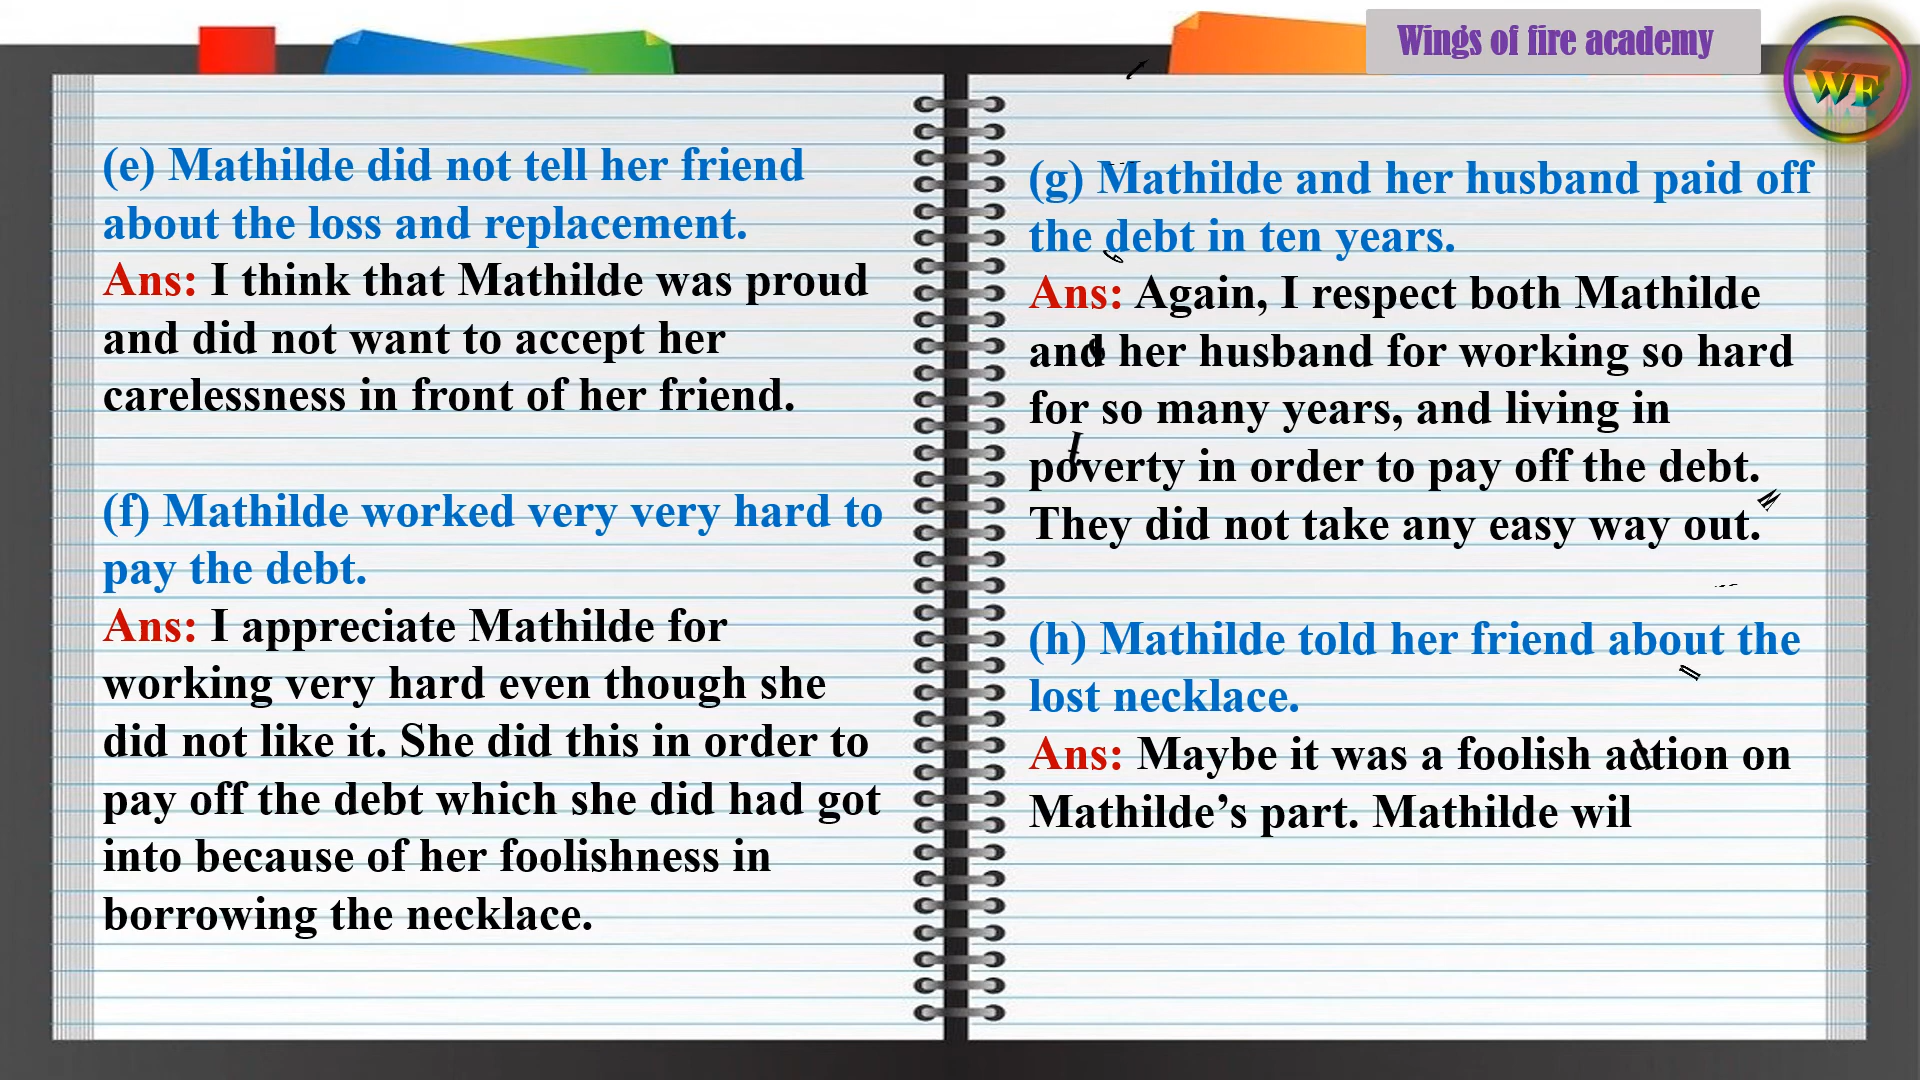 Wings of fire academy
WE
(e) Mathilde did not tell her friend
about the loss and replacement.
Ans: I think that Mathilde was proud
and did not want to accept her
carelessness in front of her friend.
(f) Mathilde worked very very hard to
pay the debt.
Ans: I appreciate Mathilde for
working very hard even though she
did not like it. She did this in order to
pay off the debt which she did had got
into because of her foolishness in
borrowing the necklace.
(g) Mathilde and her husband paid off
the debt in ten years.
Ans: Again, I respect both Mathilde
and her husband for working so hard
for so many years, and living in
poverty in order to pay off the debt.
They did not take any easy way out.
(h) Mathilde told her friend about the
lost necklace.
Ans: Maybe it was a foolish action on
Mathilde’s part. Mathilde wil